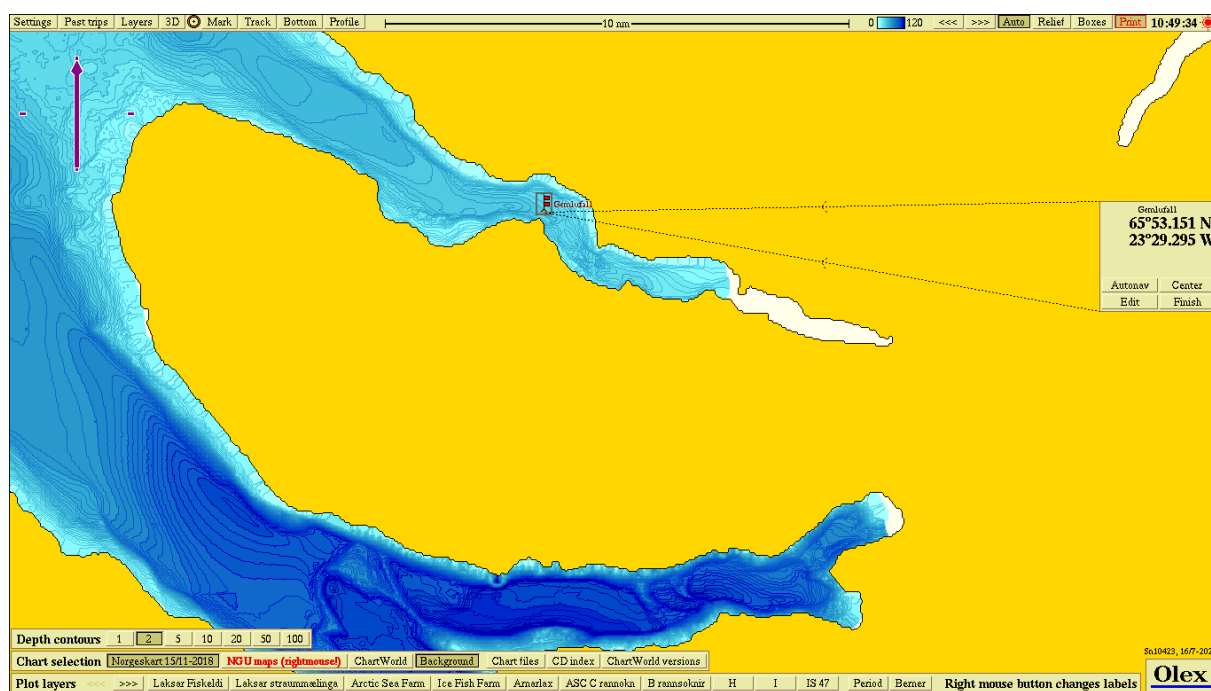 Settings Past trips Layers 3D Mark Track Bottom Profile 10 nm 0 120 <<< >>> Auto Relief Boxes Print 10:49:34
Gemlufall
Gemlufall
65°53.151 N
23°29.295 W
Autonav Center
Edit Finish
Depth contours 1 2 5 10 20 50 100
Chart selection Norgeskart 15/11-2018 NGU maps (rightmouse!) ChartWorld Background Chart files CD index ChartWorld versions
Sn10423, 16/7-202
Plot layers <<< >>> Laksar Fiskeldi Laksar straummælinga Arctic Sea Farm Ice Fish Farm Arnarlax ASC C rannokn B rannsoknir H I IS 47 Period Berner Right mouse button changes labels Olex